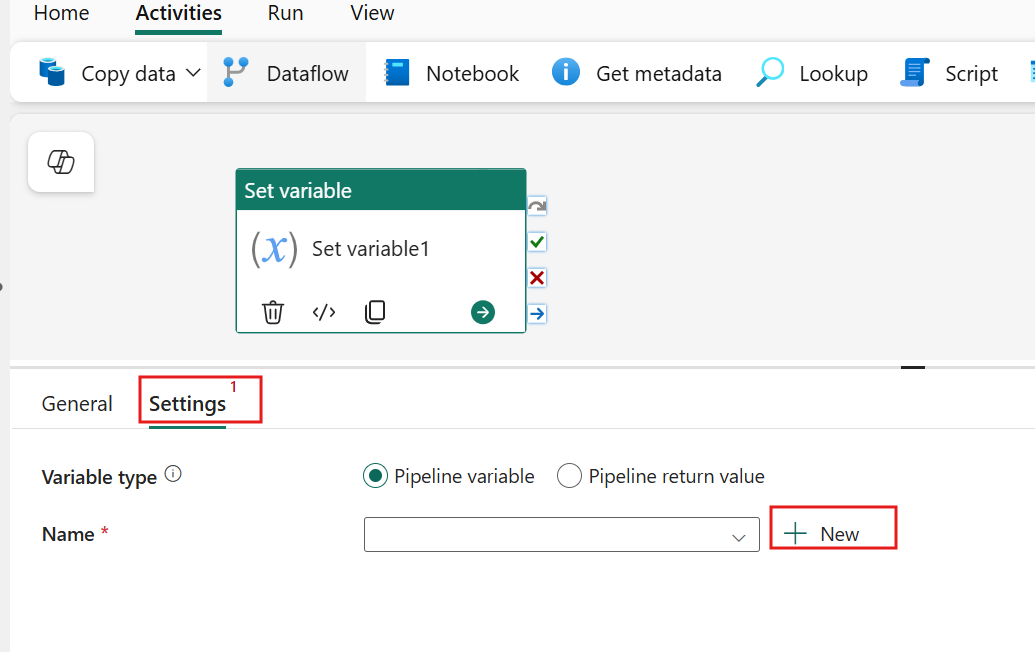 Home Activities Run View
Copy data Dataflow Notebook Get metadata Lookup Script
Set variable
(x) Set variable1
</>
General Settings 1
Variable type Pipeline variable Pipeline return value
Name * + New